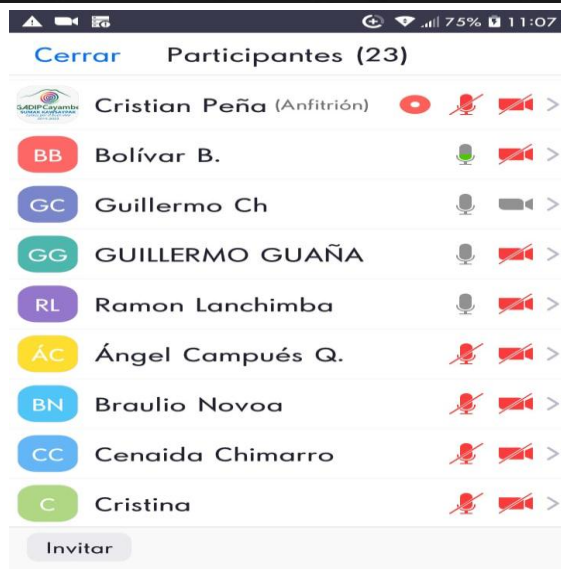 75% 11:07
Cerrar Participantes (23)
GADIPCayambe
Cristian Peña (Anfitrión)
BB Bolívar B.
GC Guillermo Ch
GG GUILLERMO GUAÑA
RL Ramon Lanchimba
ÁC Ángel Campués Q.
BN Braulio Novoa
CC Cenaida Chimarro
C Cristina
Invitar